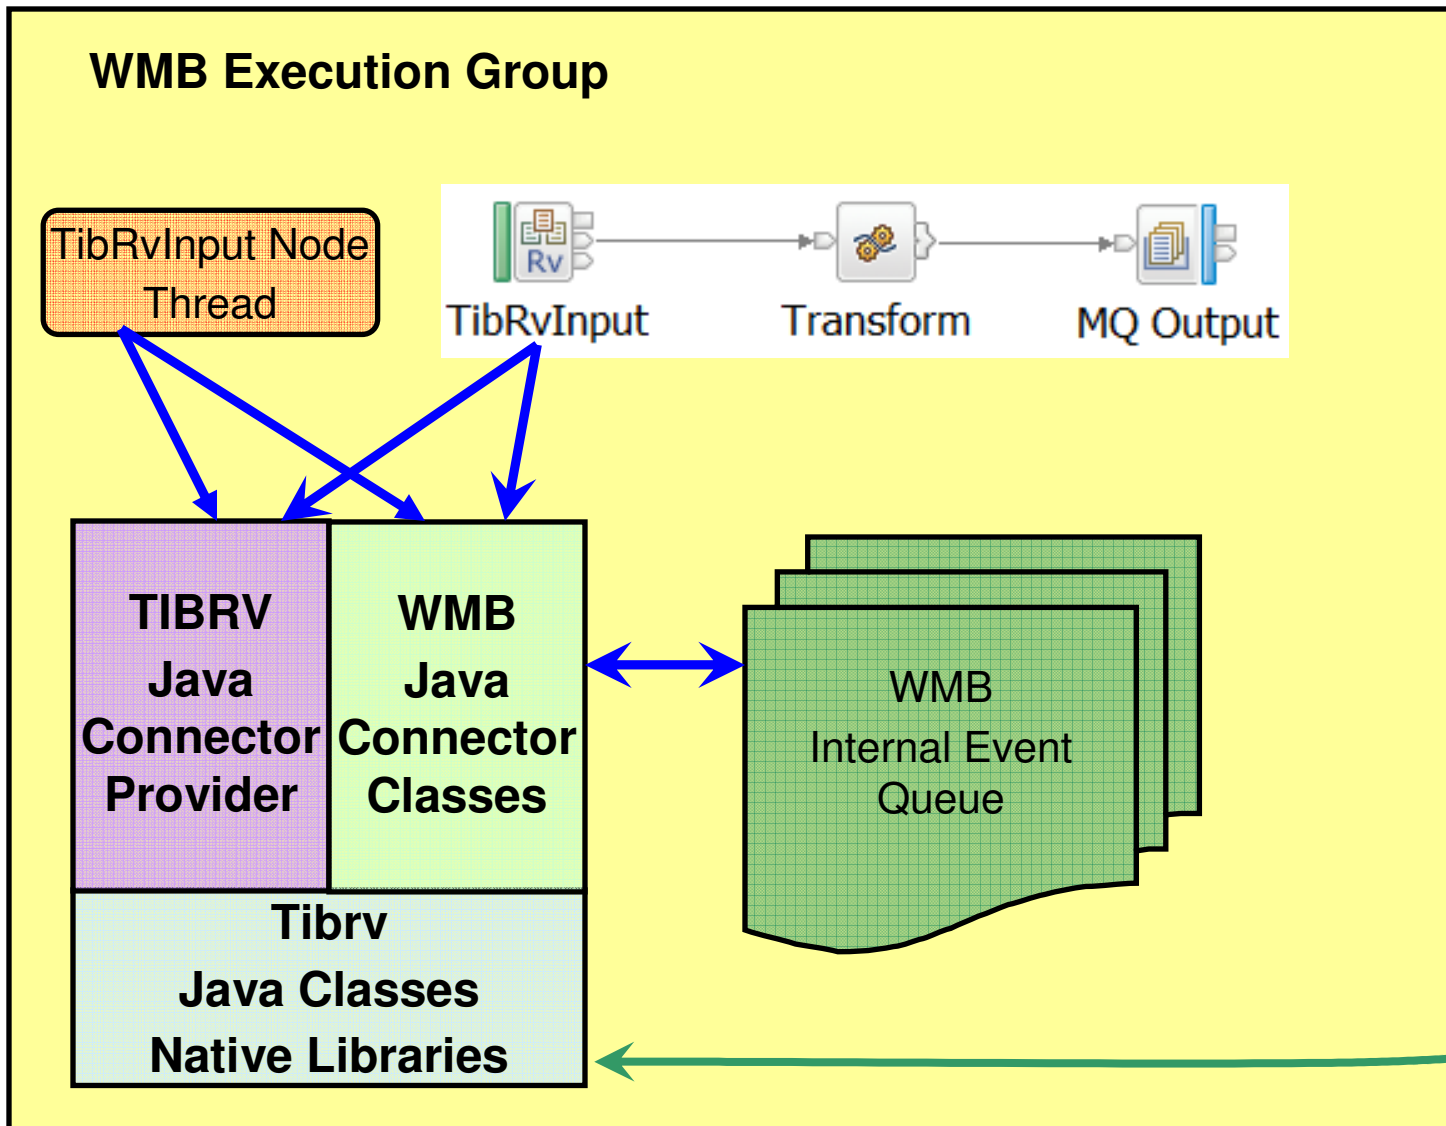 WMB Execution Group
TibRvInput Node
Thread
Rv
TibRvInput
Transform
MQ Output
TIBRV
Java
Connector
Provider
WMB
Java
Connector
Classes
WMB
Internal Event
Queue
Tibrv
Java Classes
Native Libraries